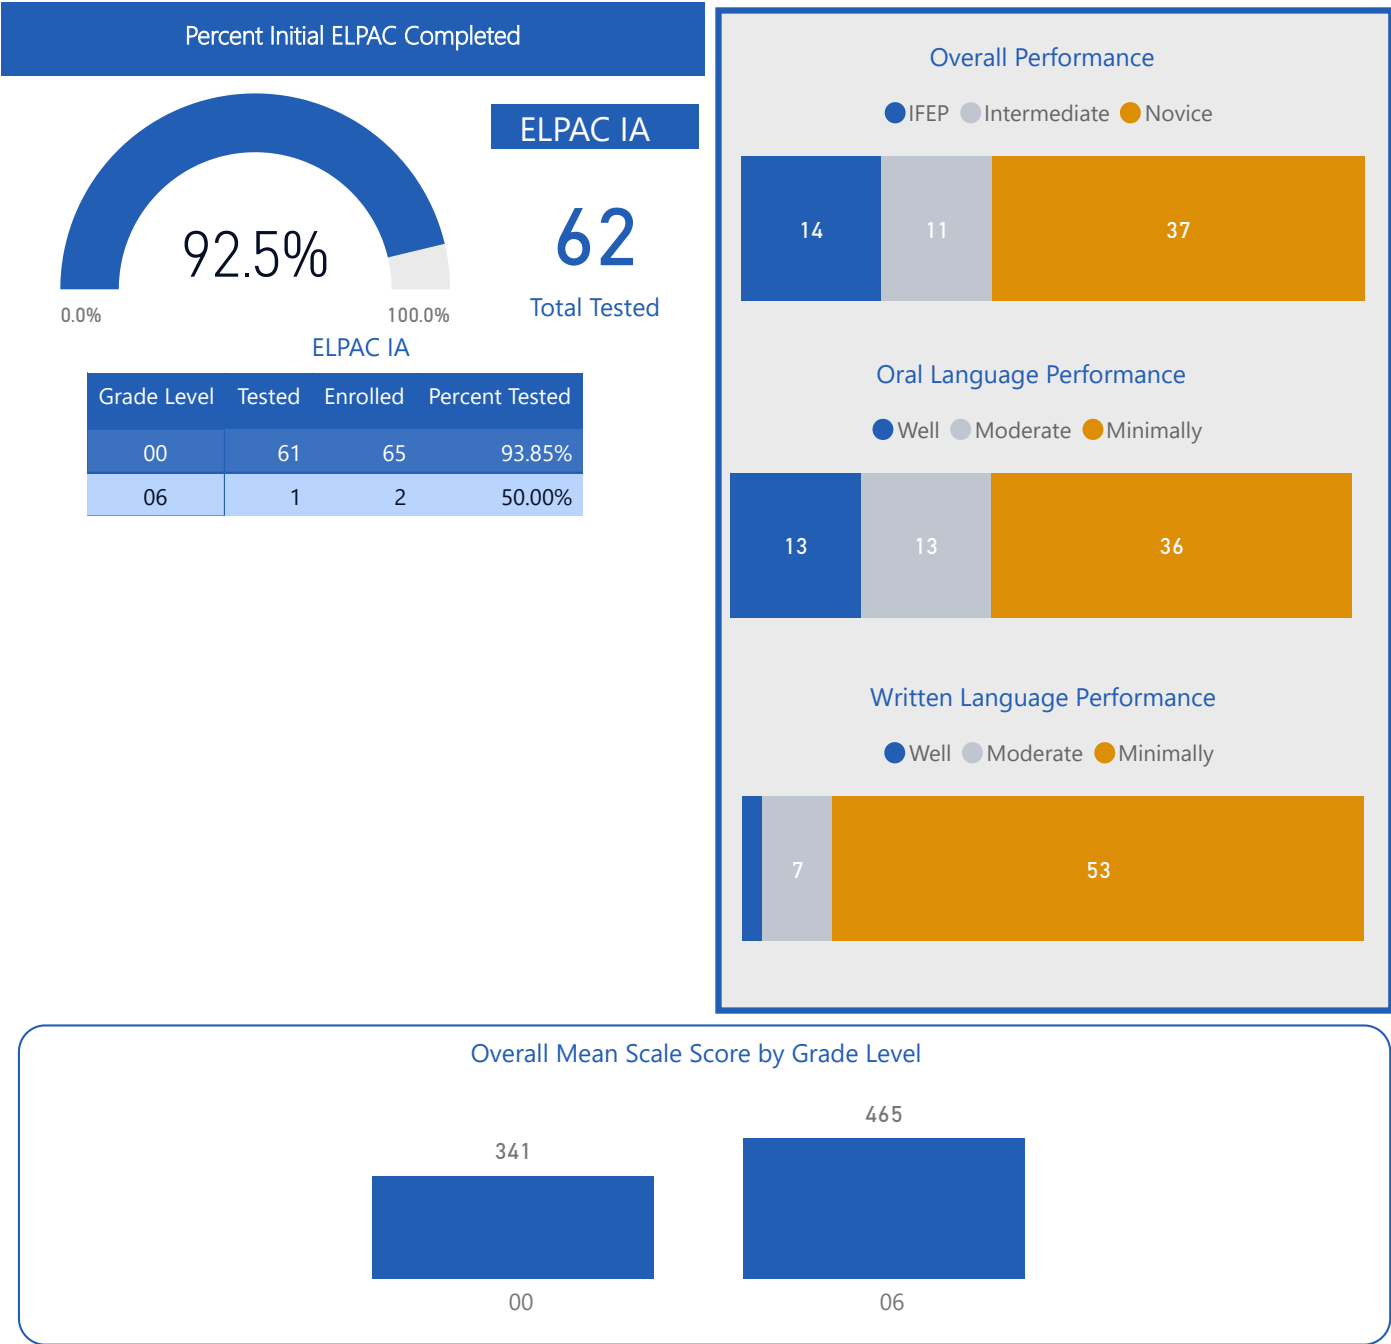 Percent Initial ELPAC Completed
92.5%
0.0%
100.0%
ELPAC IA
62
Total Tested
ELPAC IA
Grade Level Tested Enrolled Percent Tested
00 61 65 93.85%
06 1 2 50.00%
Overall Performance
IFEP Intermediate Novice
14 11 37
Oral Language Performance
Well Moderate Minimally
13 13 36
Written Language Performance
Well Moderate Minimally
7 53
Overall Mean Scale Score by Grade Level
341
465
00
06